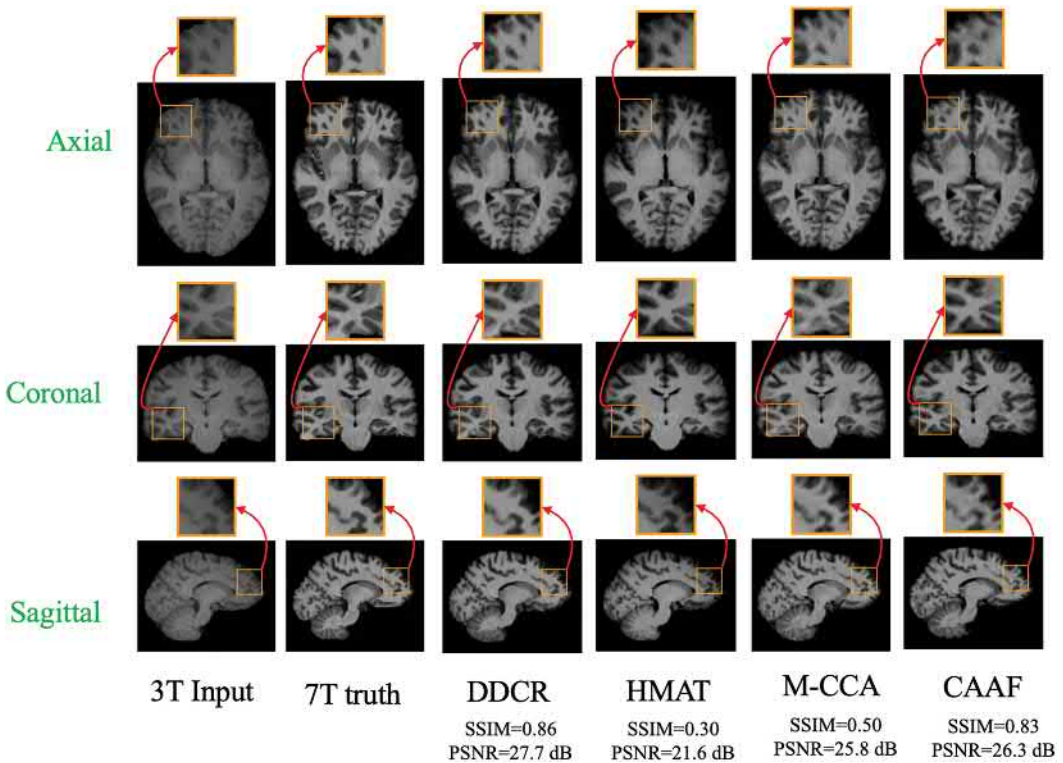 Axial
Coronal
Sagittal
3T Input
7T truth
DDCR
HMAT
M-CCA
CAAF
SSIM=0.86
SSIM=0.30
SSIM=0.50
SSIM=0.83
PSNR=27.7 dB
PSNR=21.6 dB
PSNR=25.8 dB
PSNR=26.3 dB